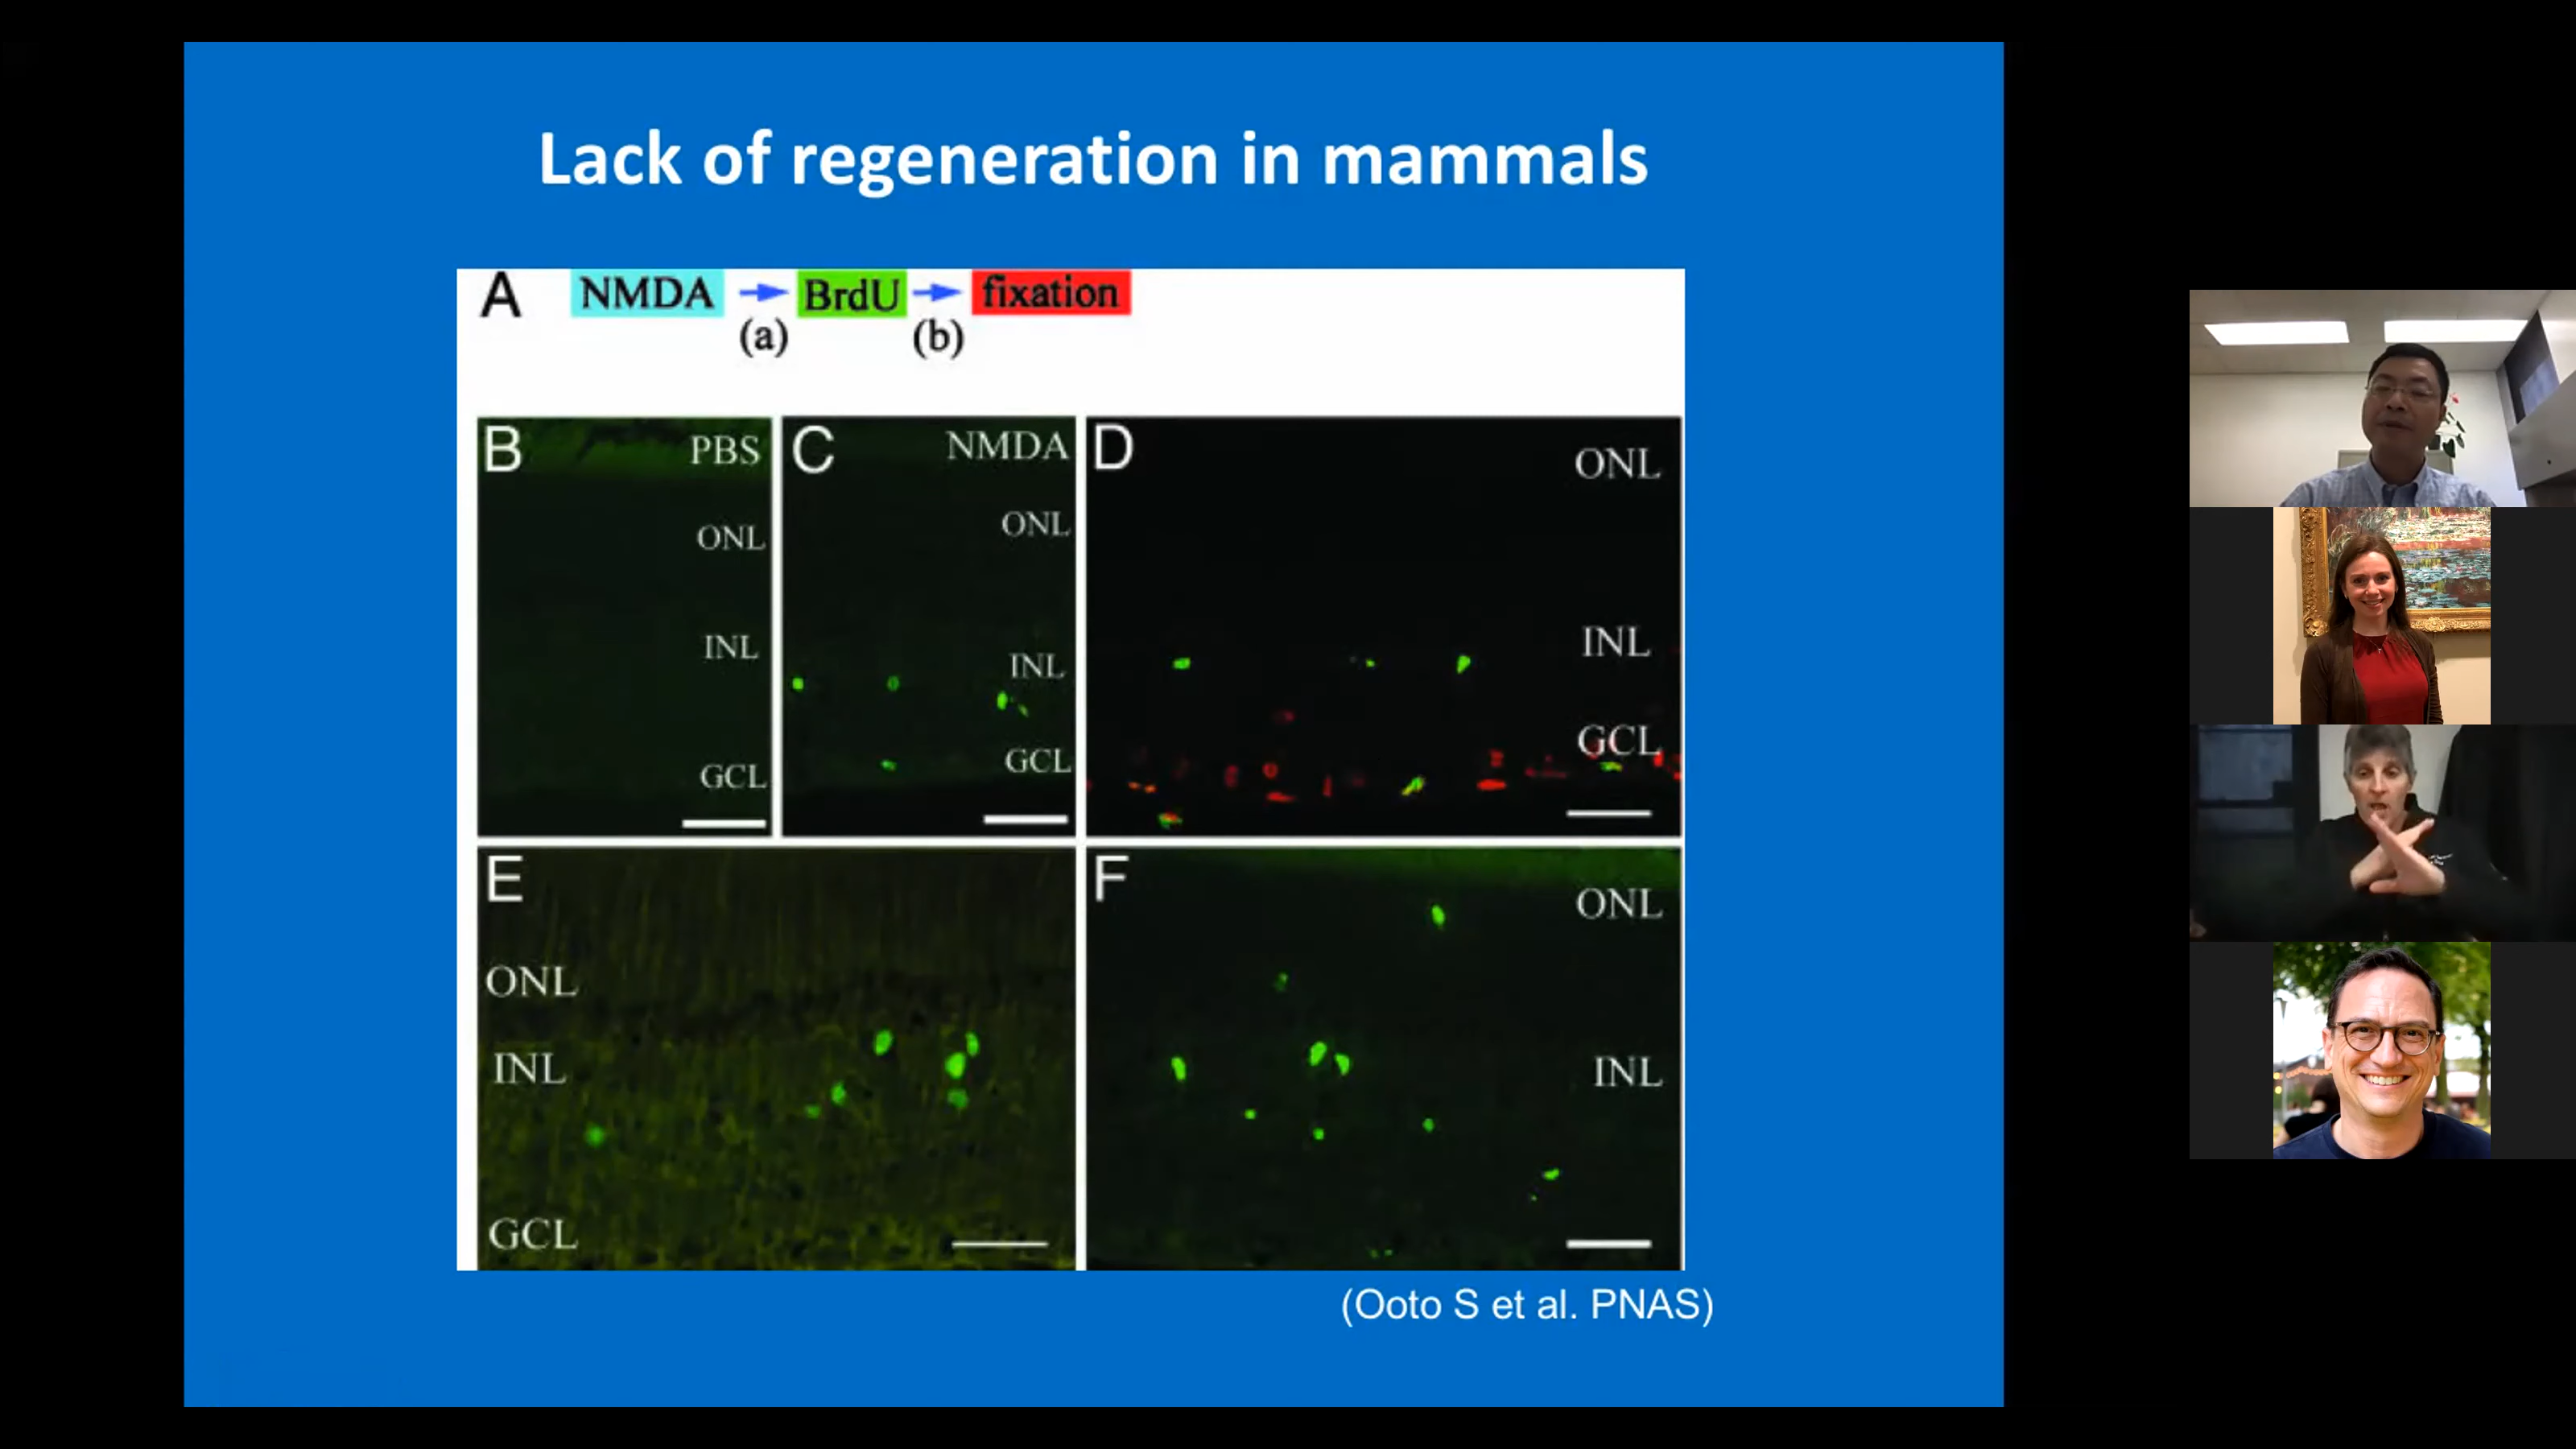 Lack of regeneration in mammals
A NMDA BrdU fixation
(a) (b)
B PBS
ONL
INL
GCL
C NMDA
ONL
INL
GCL
D ONL
INL
GCL
E
ONL
INL
GCL
F ONL
INL
(Ooto S et al. PNAS)